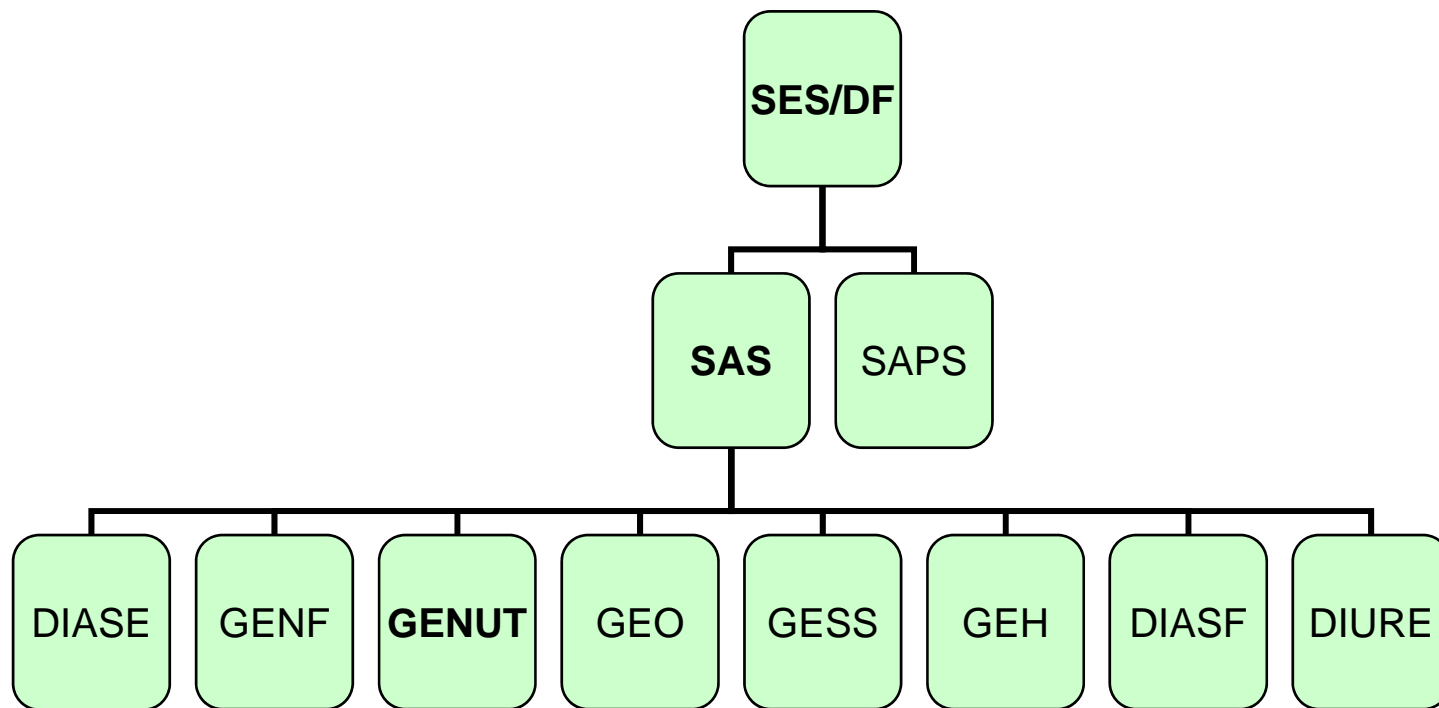 SES/DF
SAS
SAPS
DIASE
GENF
GENUT
GEO
GESS
GEH
DIASF
DIURE